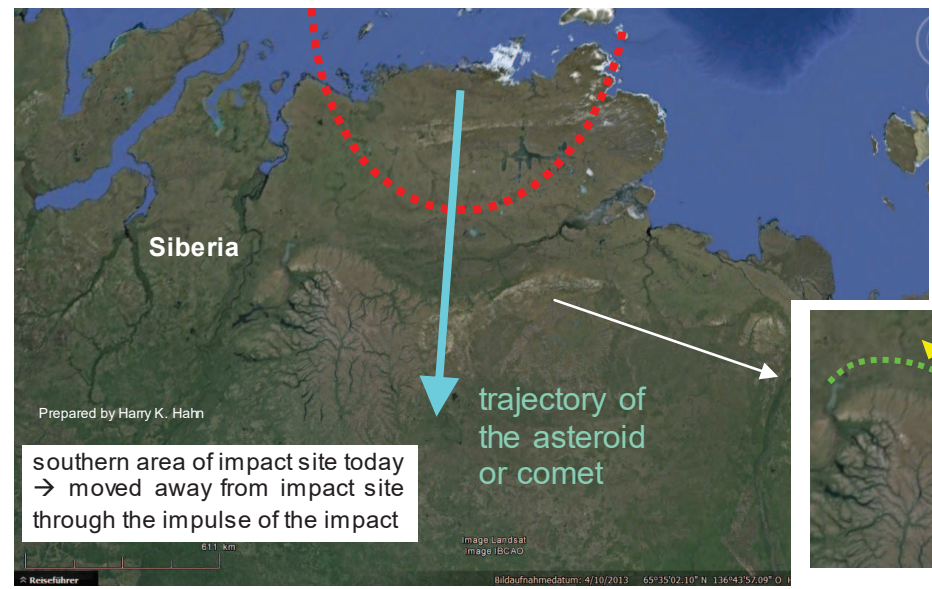 Siberia
Prepared by Harry K. Hahn
trajectory of
the asteroid
or comet
southern area of impact site today
→ moved away from impact site
through the impulse of the impact
611 km
Image Landsat
Image IBCAO
Reiseführer
Bildaufnahmedatum: 4/10/2013 65°35'02.10" N 136°43'57.09" O